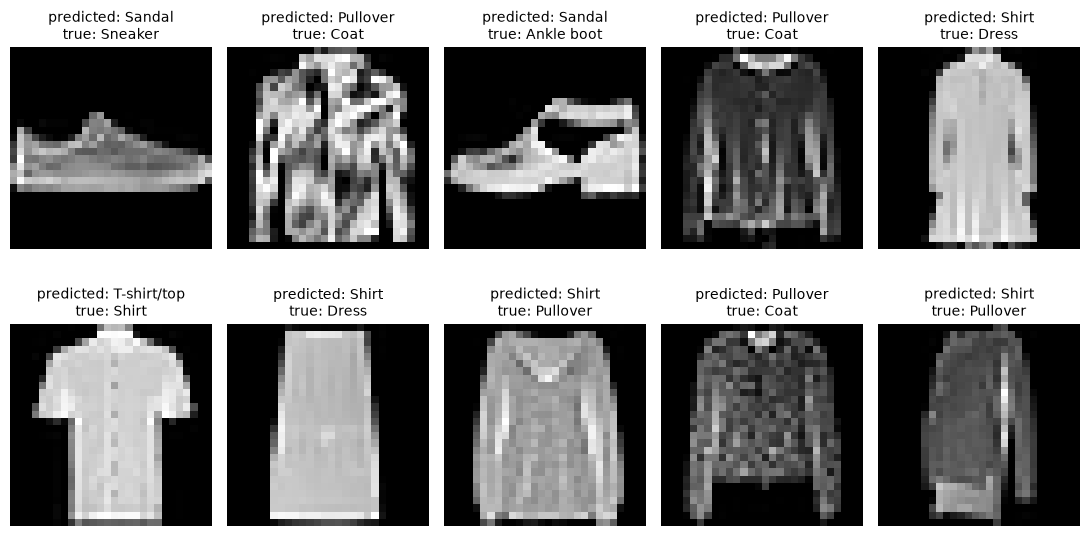 predicted: Sandal
true: Sneaker
predicted: Pullover
true: Coat
predicted: Sandal
true: Ankle boot
predicted: Pullover
true: Coat
predicted: Shirt
true: Dress
predicted: T-shirt/top
true: Shirt
predicted: Shirt
true: Dress
predicted: Shirt
true: Pullover
predicted: Pullover
true: Coat
predicted: Shirt
true: Pullover